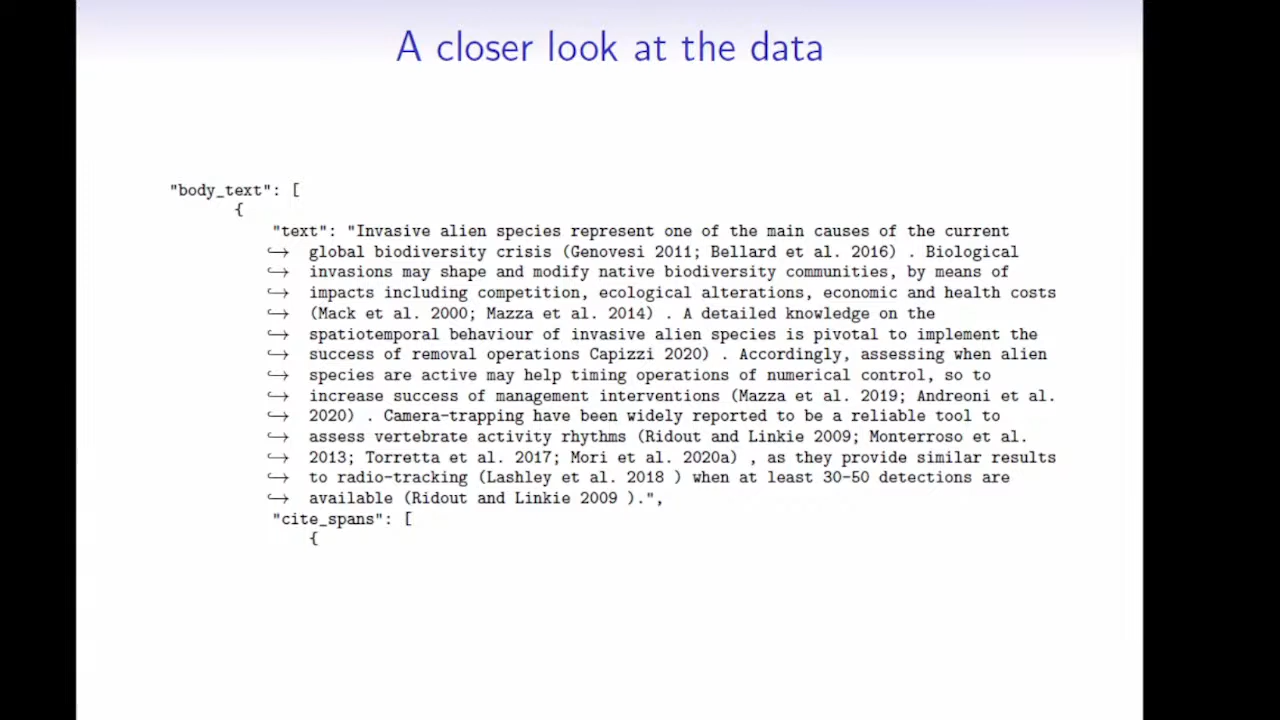 A closer look at the data
"body_text": [
{
"text": "Invasive alien species represent one of the main causes of the current
↪ global biodiversity crisis (Genovesi 2011; Bellard et al. 2016) . Biological
↪ invasions may shape and modify native biodiversity communities, by means of
↪ impacts including competition, ecological alterations, economic and health costs
↪ (Mack et al. 2000; Mazza et al. 2014) . A detailed knowledge on the
↪ spatiotemporal behaviour of invasive alien species is pivotal to implement the
↪ success of removal operations Capizzi 2020) . Accordingly, assessing when alien
↪ species are active may help timing operations of numerical control, so to
↪ increase success of management interventions (Mazza et al. 2019; Andreoni et al.
↪ 2020) . Camera-trapping have been widely reported to be a reliable tool to
↪ assess vertebrate activity rhythms (Ridout and Linkie 2009; Monterroso et al.
↪ 2013; Torretta et al. 2017; Mori et al. 2020a) , as they provide similar results
↪ to radio-tracking (Lashley et al. 2018 ) when at least 30-50 detections are
↪ available (Ridout and Linkie 2009 ).",
"cite_spans": [
{